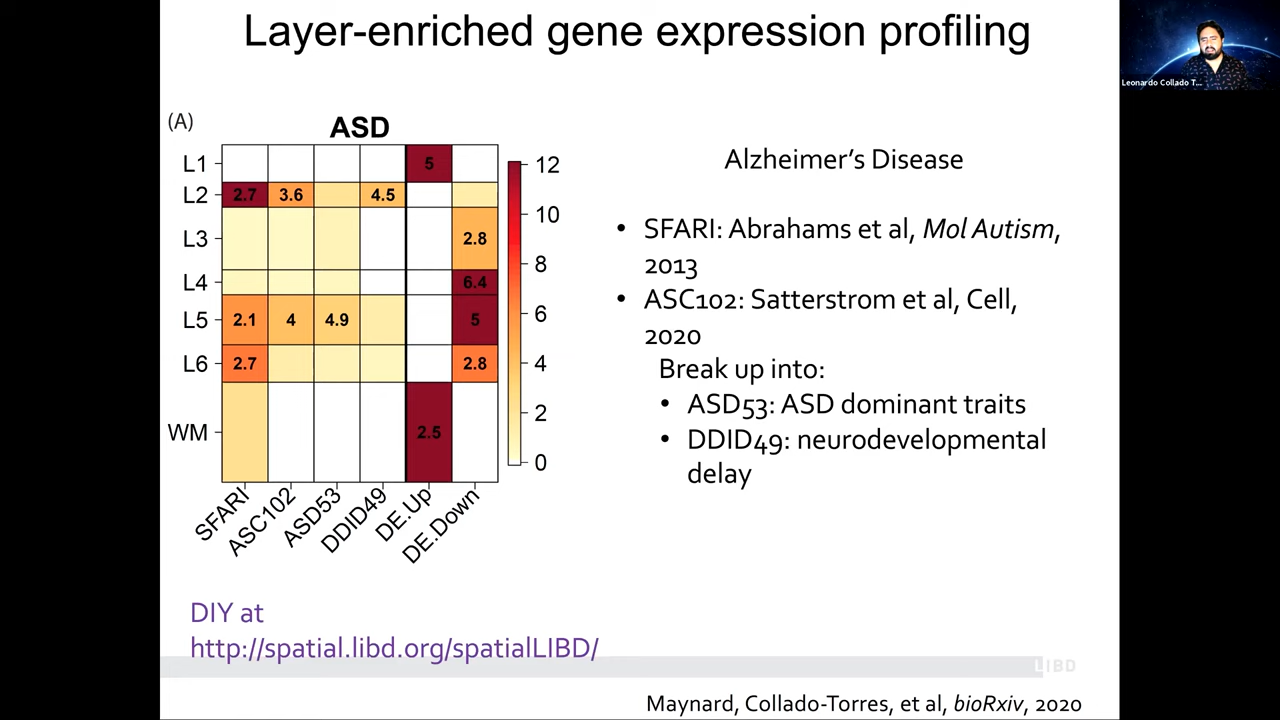 Layer-enriched gene expression profiling
Leonardo Collado T...
(A)
ASD
L1
L2
L3
L4
L5
L6
WM
5
2.7 3.6 4.5
2.8
6.4
2.1 4 4.9 5
2.7 2.8
2.5
12
10
8
6
4
2
0
SFARI
ASC102
ASD53
DDID49
DE.Up
DE.Down
Alzheimer's Disease
• SFARI: Abrahams et al, Mol Autism,
2013
• ASC102: Satterstrom et al, Cell,
2020
Break up into:
• ASD53: ASD dominant traits
• DDID49: neurodevelopmental
delay
DIY at
http://spatial.libd.org/spatialLIBD/
LIBD
Maynard, Collado-Torres, et al, bioRxiv, 2020